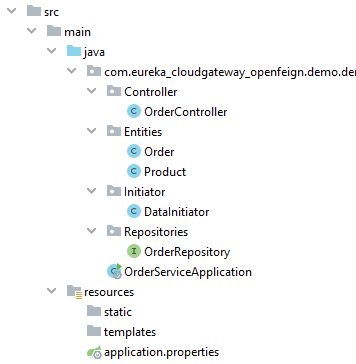 src
main
java
com.eureka_cloudgateway_openfeign.demo.de
Controller
C OrderController
Entities
C Order
C Product
Initiator
C DataInitiator
Repositories
I OrderRepository
C OrderServiceApplication
resources
static
templates
application.properties